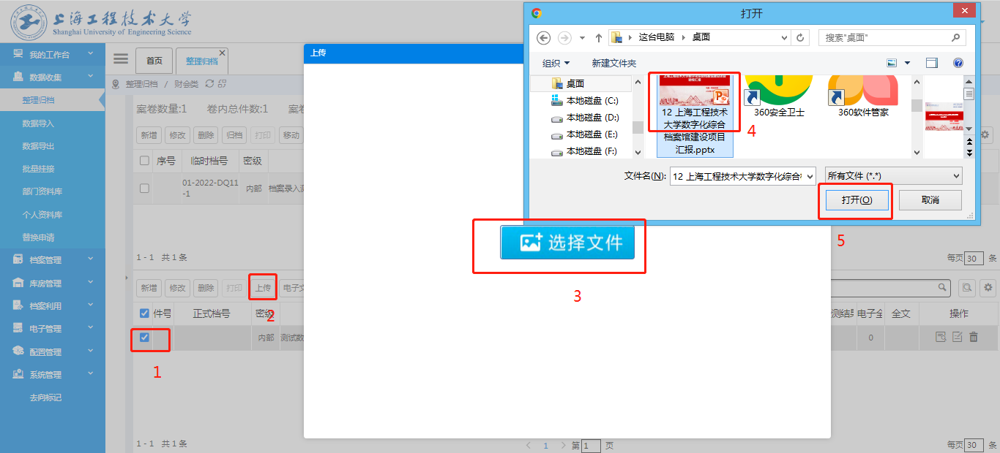 上海工程技术大学
Shanghai University of Engineering Science
我的工作台
数据收集
整理归档
数据导入
数据导出
批量挂接
部门资料库
个人资料库
替换申请
档案管理
库房管理
档案利用
电子管理
配置管理
系统管理
去向标记
首页
整理归档
整理归档 / 财会类
案卷数量:1 卷内总件数:1 案卷
新增 修改 删除 归档 打印 移动
序号 临时档号 密级
01-2022-DQ11
-1
内部 档案录入测
1 - 1 共 1 条
每页 30 条
新增 修改 删除 打印 上传 电子文
2
件号 正式档号 密级
测结果 电子全 全文 操作
内部 测试数
0
1
1 - 1 共 1 条
1 第 1 页
每页 30 条
上传
选择文件
3
打开
这台电脑 桌面
搜索"桌面"
组织 新建文件夹
桌面
本地磁盘 (C:)
本地磁盘 (D:)
本地磁盘 (E:)
本地磁盘 (F:)
12 上海工程技术
大学数字化综合
档案馆建设项目
汇报.pptx
4
360安全卫士
360软件管家
文件名(N): 12 上海工程技术大学数字化综合
所有文件 (*.*)
打开(O) 取消
5